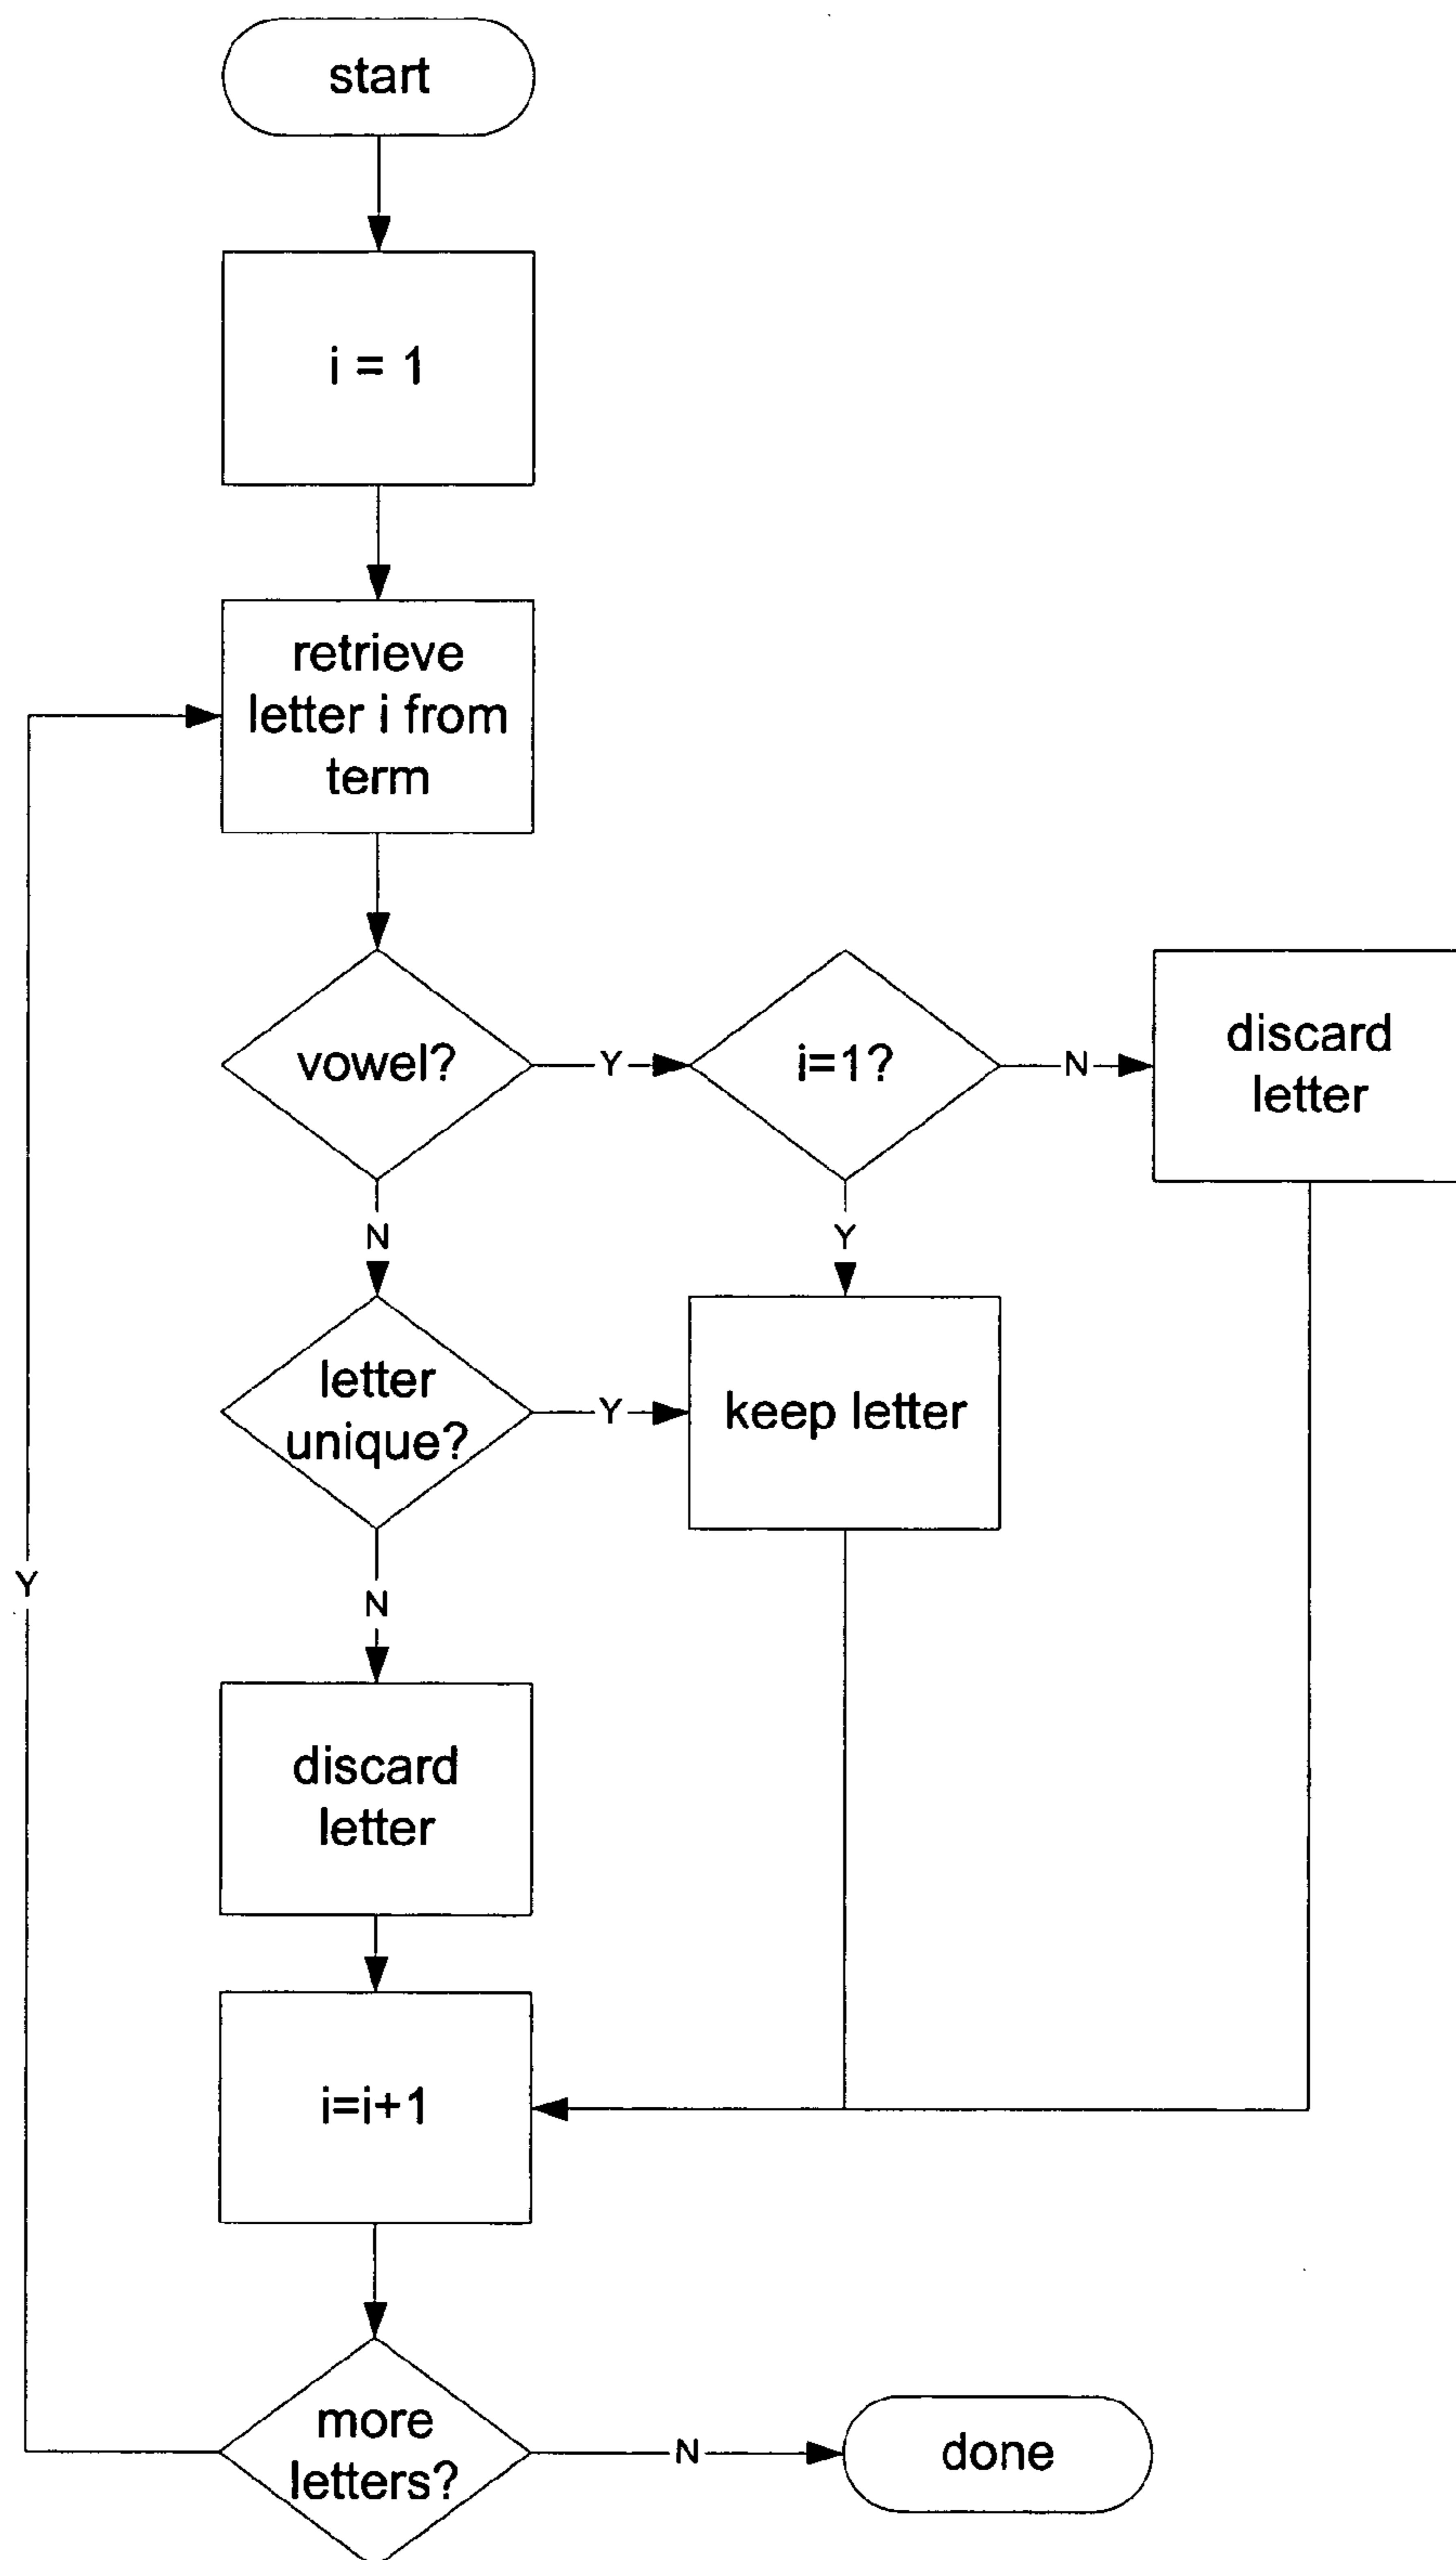 start
i = 1
retrieve
letter i from
term
vowel?
Y
i=1?
N
discard
letter
N
Y
letter
unique?
Y
keep letter
N
discard
letter
i=i+1
Y
more
letters?
N
done